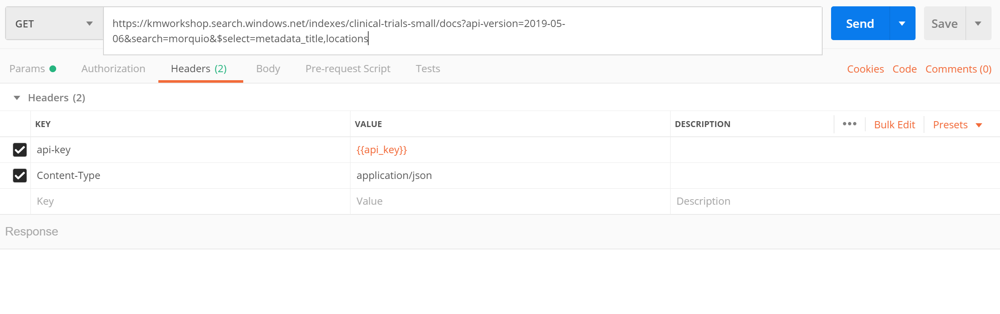 GET
https://kmworkshop.search.windows.net/indexes/clinical-trials-small/docs?api-version=2019-05-
06&search=morquio&$select=metadata_title,locations
Send
Save
Params
Authorization
Headers (2)
Body
Pre-request Script
Tests
Cookies
Code
Comments (0)
Headers (2)
KEY
VALUE
DESCRIPTION
Bulk Edit
Presets
api-key
{{api_key}}
Content-Type
application/json
Key
Value
Description
Response